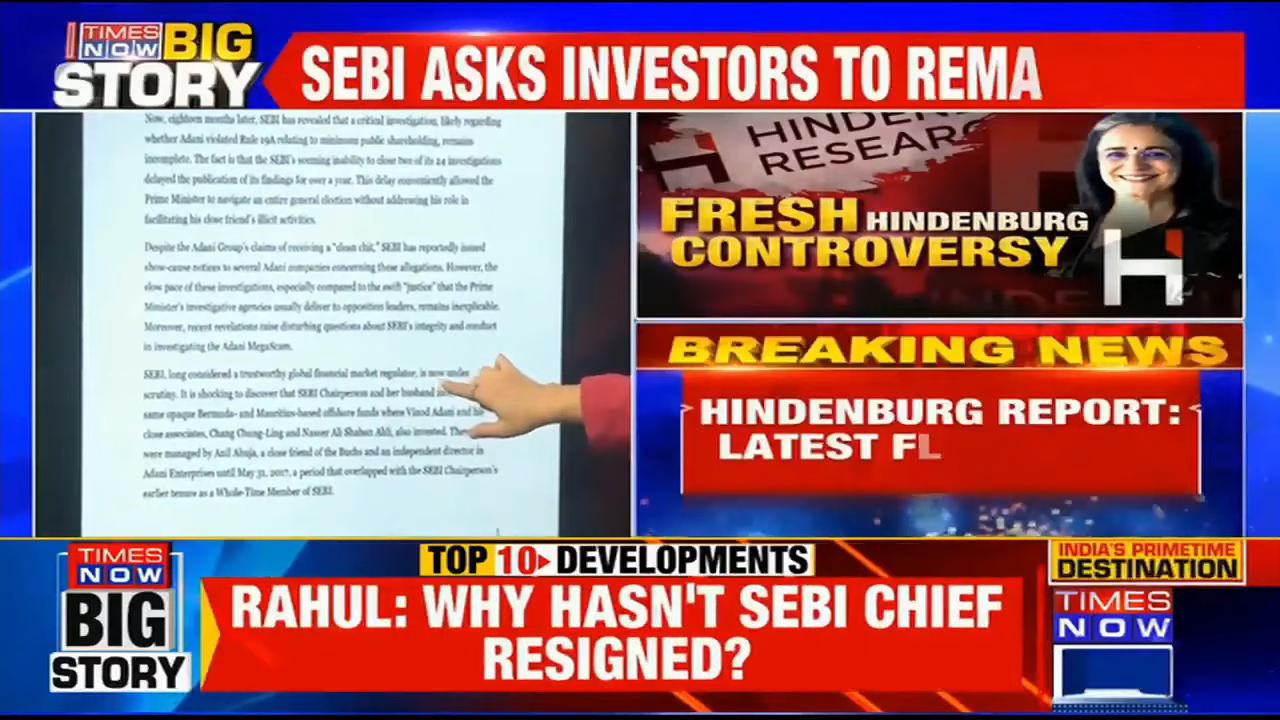 TIMES NOW BIG STORY
SEBI ASKS INVESTORS TO REMA
Now, eighteen months later, SEBI has revealed that a critical investigation, likely regarding
whether Adani violated Rule 19A relating to minimum public shareholding, remains
incomplete. The fact is that the SEBI's seeming inability to close two of its 24 investigations
delayed the publication of its findings for over a year. This delay conveniently allowed the
Prime Minister to navigate an entire general election without addressing his role in
facilitating his close friend's illicit activities.
Despite the Adani Group's claims of receiving a "clean chit," SEBI has reportedly issued
show-cause notices to several Adani companies concerning these allegations. However, the
slow pace of these investigations, especially compared to the swift "justice" that the Prime
Minister's investigative agencies usually deliver to opposition leaders, remains inexplicable.
Moreover, recent revelations raise disturbing questions about SEBI's integrity and conduct
in investigating the Adani MegaScam.
SEBI, long considered a trustworthy global financial market regulator, is now under
scrutiny. It is shocking to discover that SEBI Chairperson and her husband
same opaque Bermuda- and Mauritius-based offshore funds where Vinod Adani and his
close associates, Chang Chung-Ling and Nasser Ali Shaban Ahli, also invested.
were managed by Anil Ahuja, a close friend of the Buchs and an independent director in
Adani Enterprises until May 31, 2017, a period that overlapped with the SEBI Chairperson's
earlier tenure as a Whole-Time Member of SEBI.
HINDEN
RESEARC
FRESH HINDENBURG
CONTROVERSY
H
BREAKING NEWS
HINDENBURG REPORT:
LATEST FL
TOP 10 DEVELOPMENTS
TIMES NOW
BIG
STORY
RAHUL: WHY HASN'T SEBI CHIEF
RESIGNED?
INDIA'S PRIMETIME
DESTINATION
TIMES
NOW